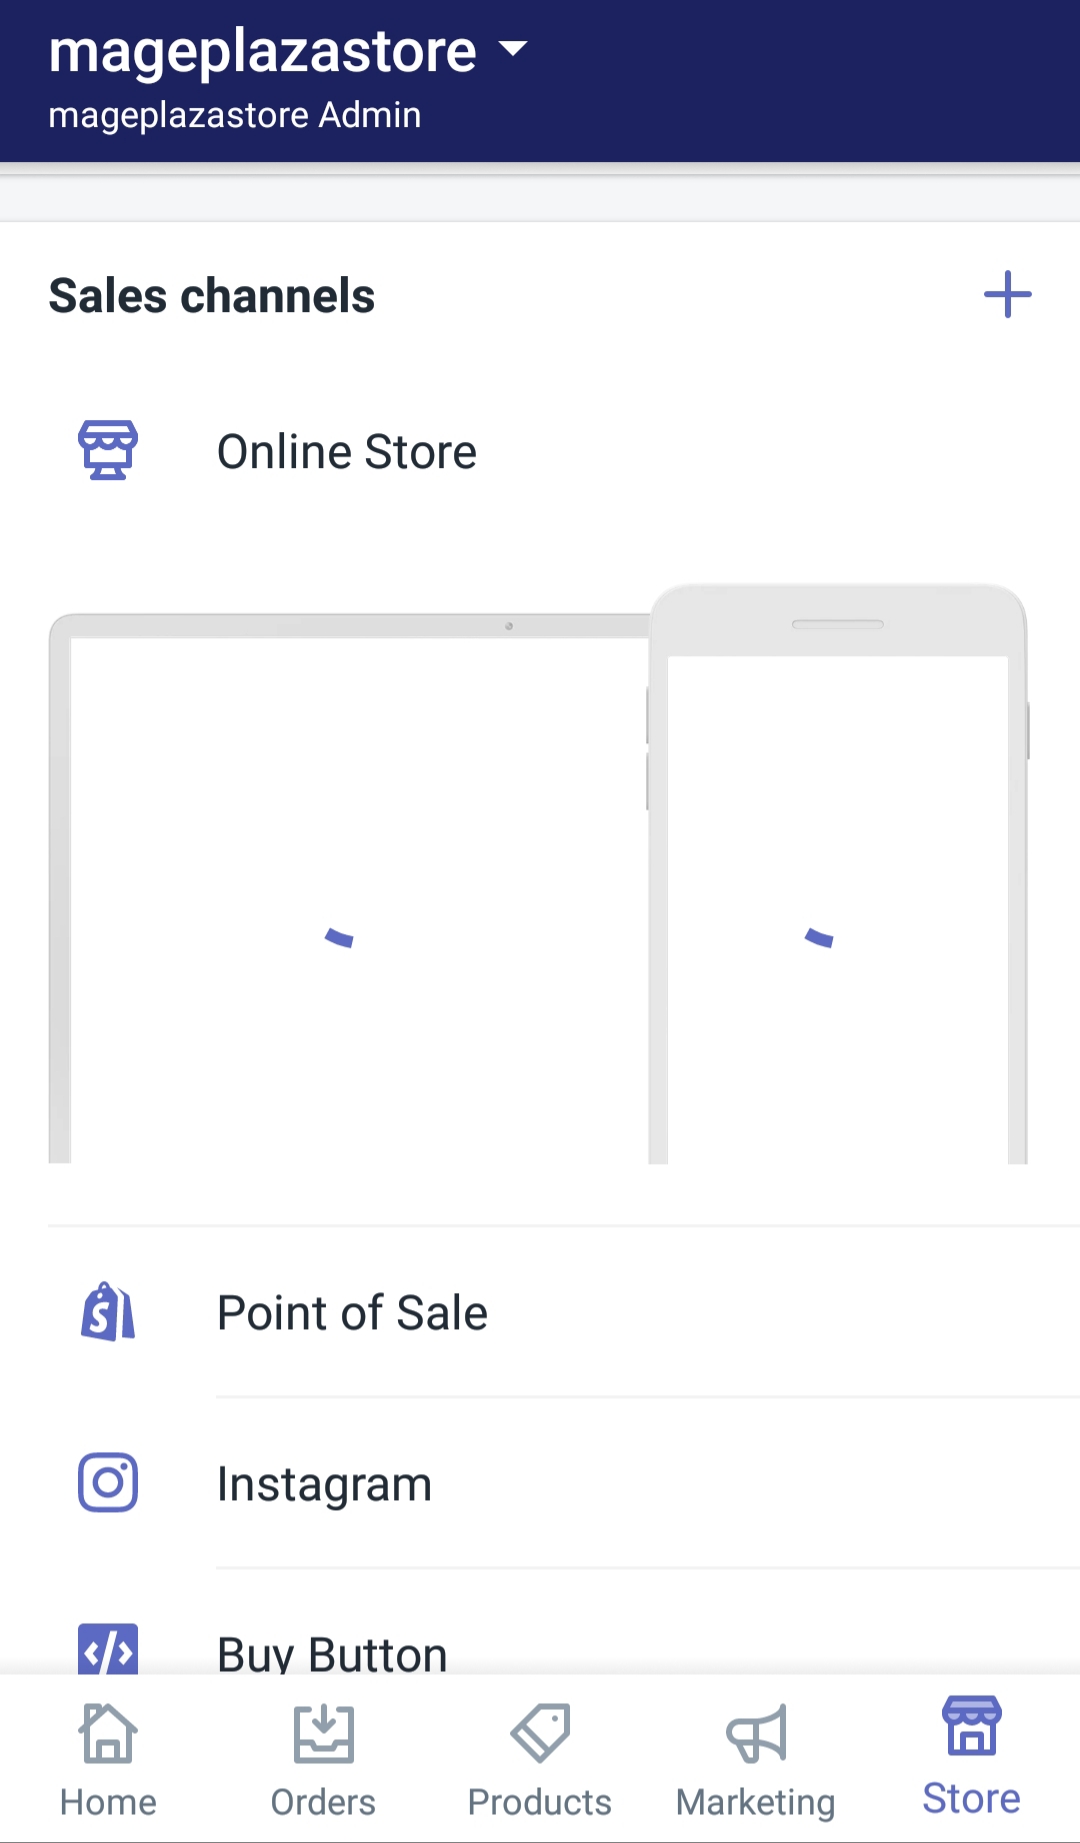 mageplazastore
mageplazastore Admin
Sales channels
Online Store
Point of Sale
Instagram
Buy Button
Home
Orders
Products
Marketing
Store